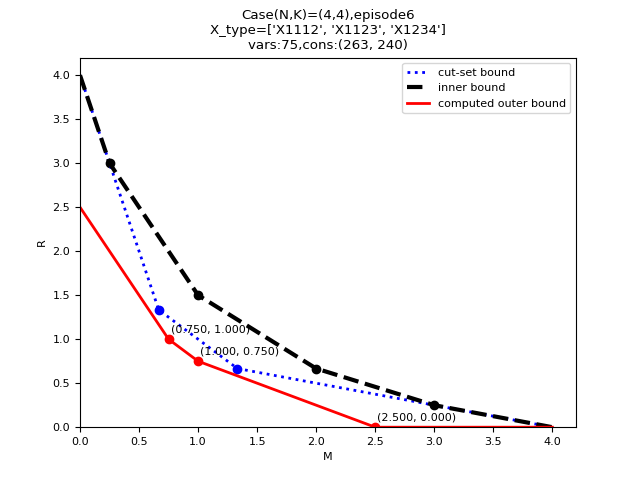 Case(N,K)=(4,4),episode6
X_type=['X1112', 'X1123', 'X1234']
vars:75,cons:(263, 240)
cut-set bound
inner bound
computed outer bound
4.0
3.5
3.0
2.5
2.0
1.5
1.0
0.5
0.0
R
(0.750, 1.000)
(1.000, 0.750)
(2.500, 0.000)
0.0 0.5 1.0 1.5 2.0 2.5 3.0 3.5 4.0
M